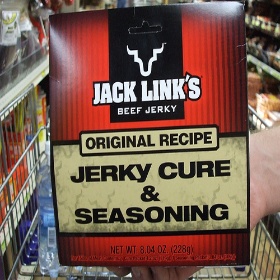 JACK LINK'S
BEEF JERKY
ORIGINAL RECIPE
JERKY CURE
&
SEASONING
NET WT 8.04 OZ. (228g)